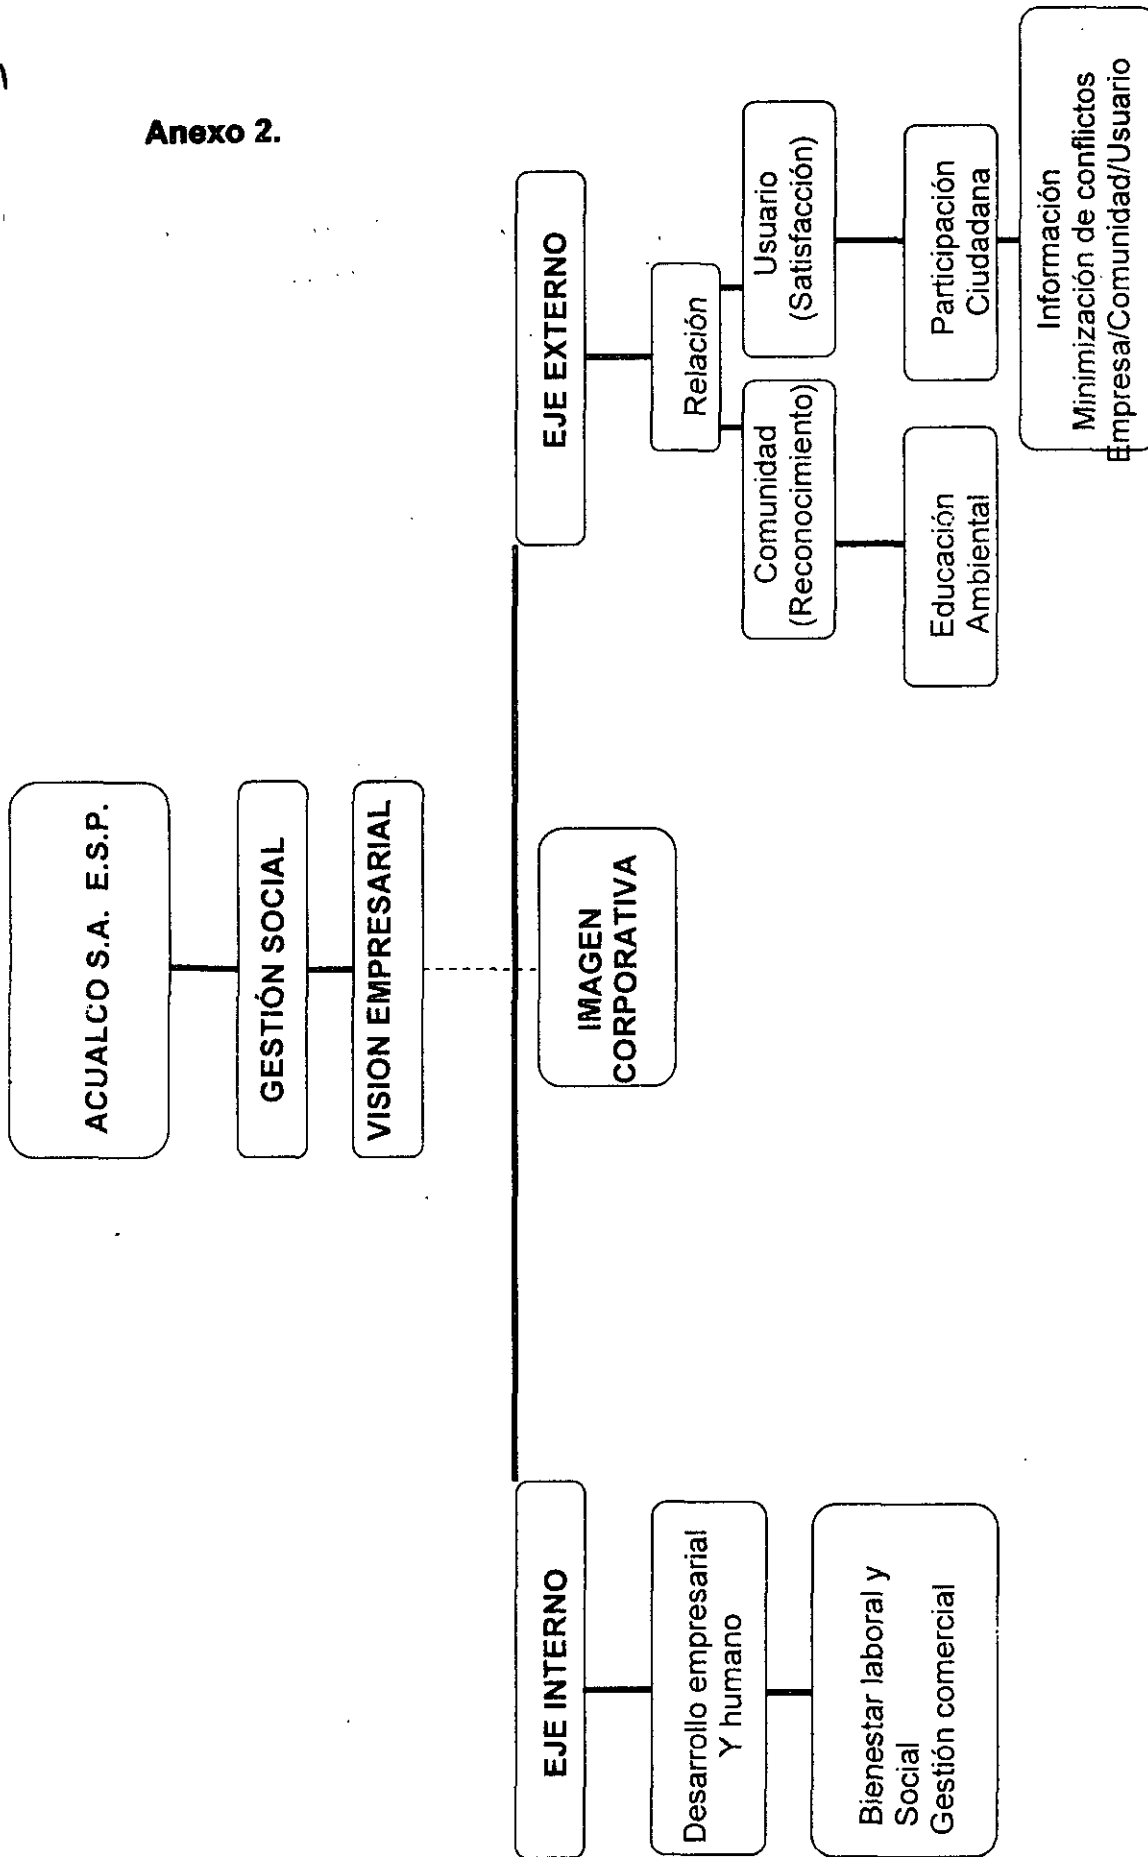 Anexo 2.
ACUALCO S.A. E.S.P.
GESTIÓN SOCIAL
VISION EMPRESARIAL
IMAGEN
CORPORATIVA
EJE INTERNO
Desarrollo empresarial
Y humano
Bienestar laboral y
Social
Gestión comercial
EJE EXTERNO
Relación
Comunidad
(Reconocimiento)
Usuario
(Satisfacción)
Educación
Ambiental
Participación
Ciudadana
Información
Minimización de conflictos
Empresa/Comunidad/Usuario